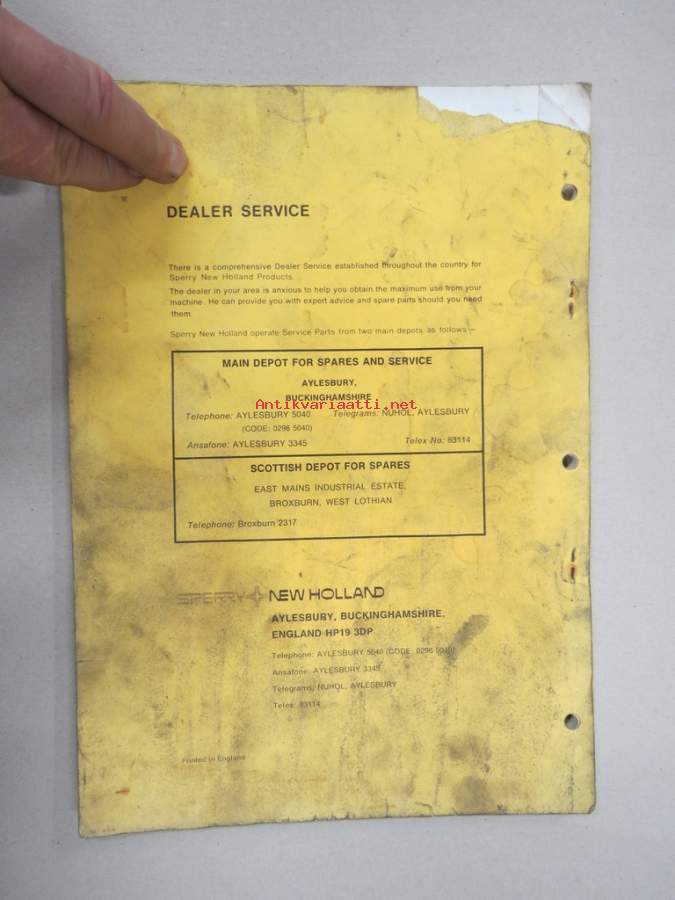 DEALER SERVICE
There is a comprehensive Dealer Service established throughout the country for
Sperry New Holland Products.
The dealer in your area is anxious to help you obtain the maximum use from your
machine. He can provide you with expert advice and spare parts should you need
them.
Sperry New Holland operate Service Parts from two main depots as follows—
MAIN DEPOT FOR SPARES AND SERVICE
AYLESBURY,
BUCKINGHAMSHIRE
Antikvariaatti.net
Telephone: AYLESBURY 5040 Telegrams: NUHOL, AYLESBURY
(CODE: 0296 5040)
Ansafone: AYLESBURY 3345 Telex No: 83114
SCOTTISH DEPOT FOR SPARES
EAST MAINS INDUSTRIAL ESTATE,
BROXBURN, WEST LOTHIAN
Telephone: Broxburn 2317
SPERRY NEW HOLLAND
AYLESBURY, BUCKINGHAMSHIRE,
ENGLAND HP19 3DP
Telephone: AYLESBURY 5040 (CODE: 0296 5040)
Ansafone: AYLESBURY 3345
Telegrams: NUHOL, AYLESBURY
Telex: 83114
Printed in England